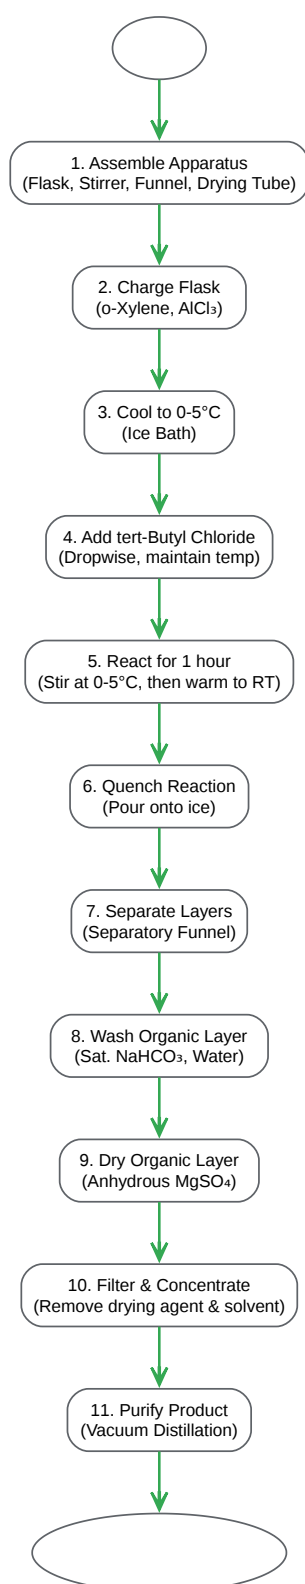 1. Assemble Apparatus
(Flask, Stirrer, Funnel, Drying Tube)
2. Charge Flask
(o-Xylene, AlCl₃)
3. Cool to 0-5°C
(Ice Bath)
4. Add tert-Butyl Chloride
(Dropwise, maintain temp)
5. React for 1 hour
(Stir at 0-5°C, then warm to RT)
6. Quench Reaction
(Pour onto ice)
7. Separate Layers
(Separatory Funnel)
8. Wash Organic Layer
(Sat. NaHCO₃, Water)
9. Dry Organic Layer
(Anhydrous MgSO₄)
10. Filter & Concentrate
(Remove drying agent & solvent)
11. Purify Product
(Vacuum Distillation)